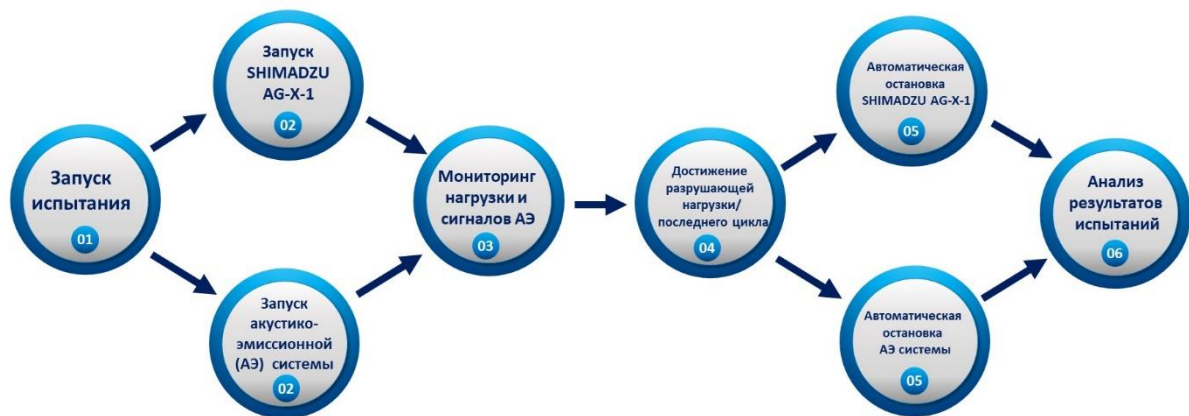 Запуск
испытания
01
Запуск
SHIMADZU
AG-X-1
02
Запуск
акустико-
эмиссионной
(АЭ) системы
02
Мониторинг
нагрузки и
сигналов АЭ
03
Достижение
разрушающей
нагрузки/
последнего цикла
04
Автоматическая
остановка
SHIMADZU AG-X-1
05
Автоматическая
остановка
АЭ системы
05
Анализ
результатов
испытаний
06